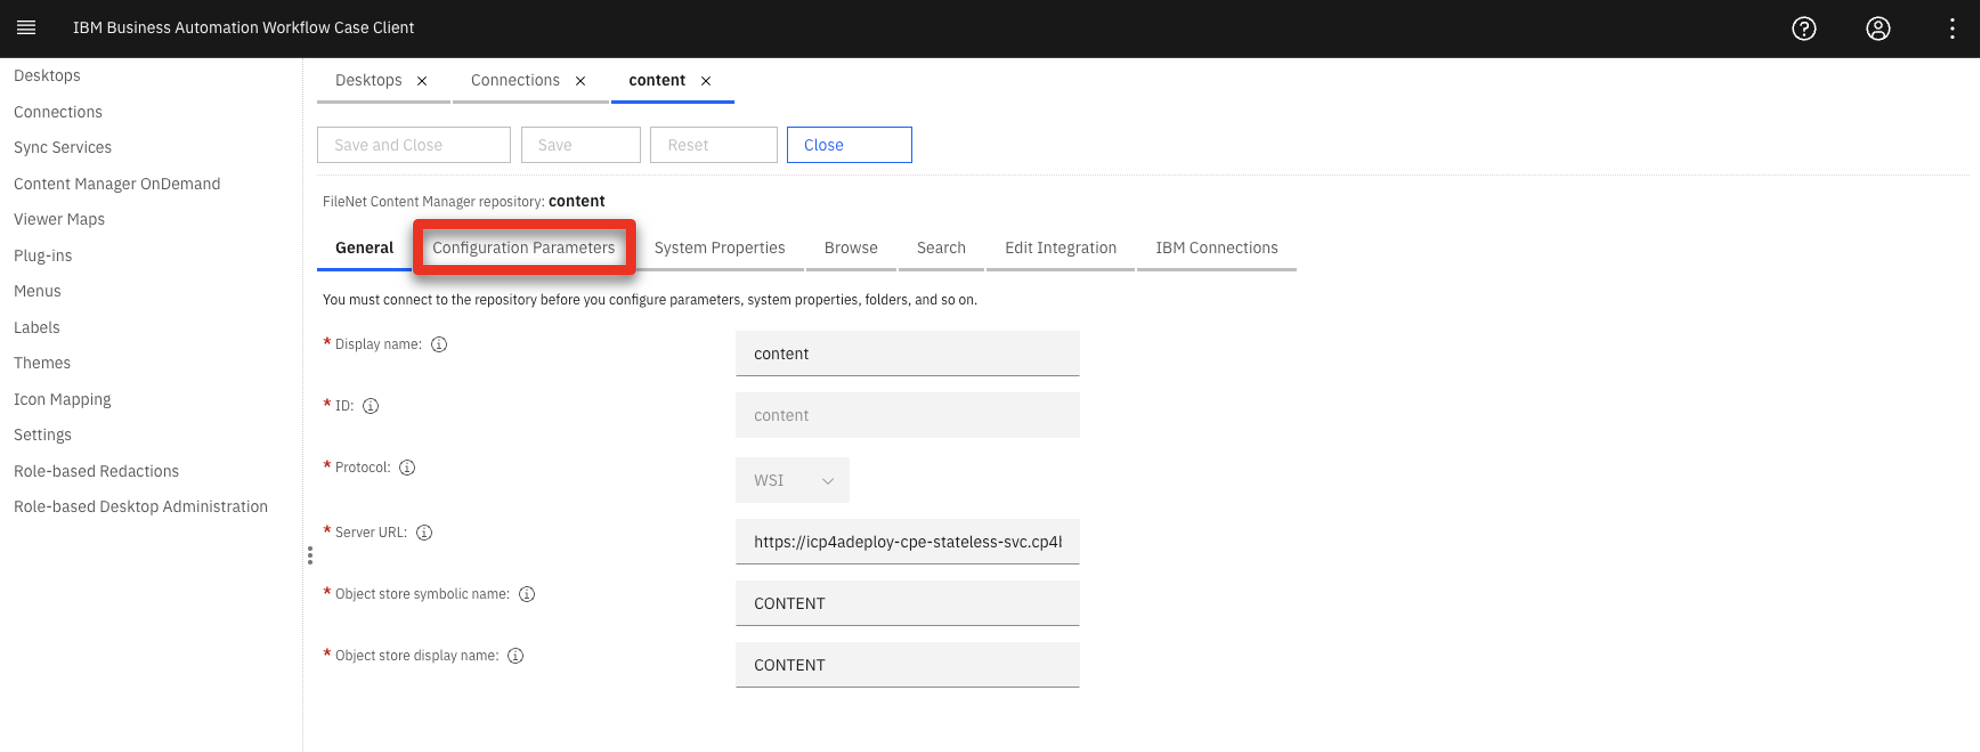 IBM Business Automation Workflow Case Client
Desktops
Connections
Sync Services
Content Manager OnDemand
Viewer Maps
Plug-ins
Menus
Labels
Themes
Icon Mapping
Settings
Role-based Redactions
Role-based Desktop Administration
Desktops Connections content
Save and Close Save Reset Close
FileNet Content Manager repository: content
General Configuration Parameters System Properties Browse Search Edit Integration IBM Connections
You must connect to the repository before you configure parameters, system properties, folders, and so on.
* Display name: content
* ID: content
* Protocol: WSI
* Server URL: https://icp4adeploy-cpe-stateless-svc.cp4
* Object store symbolic name: CONTENT
* Object store display name: CONTENT